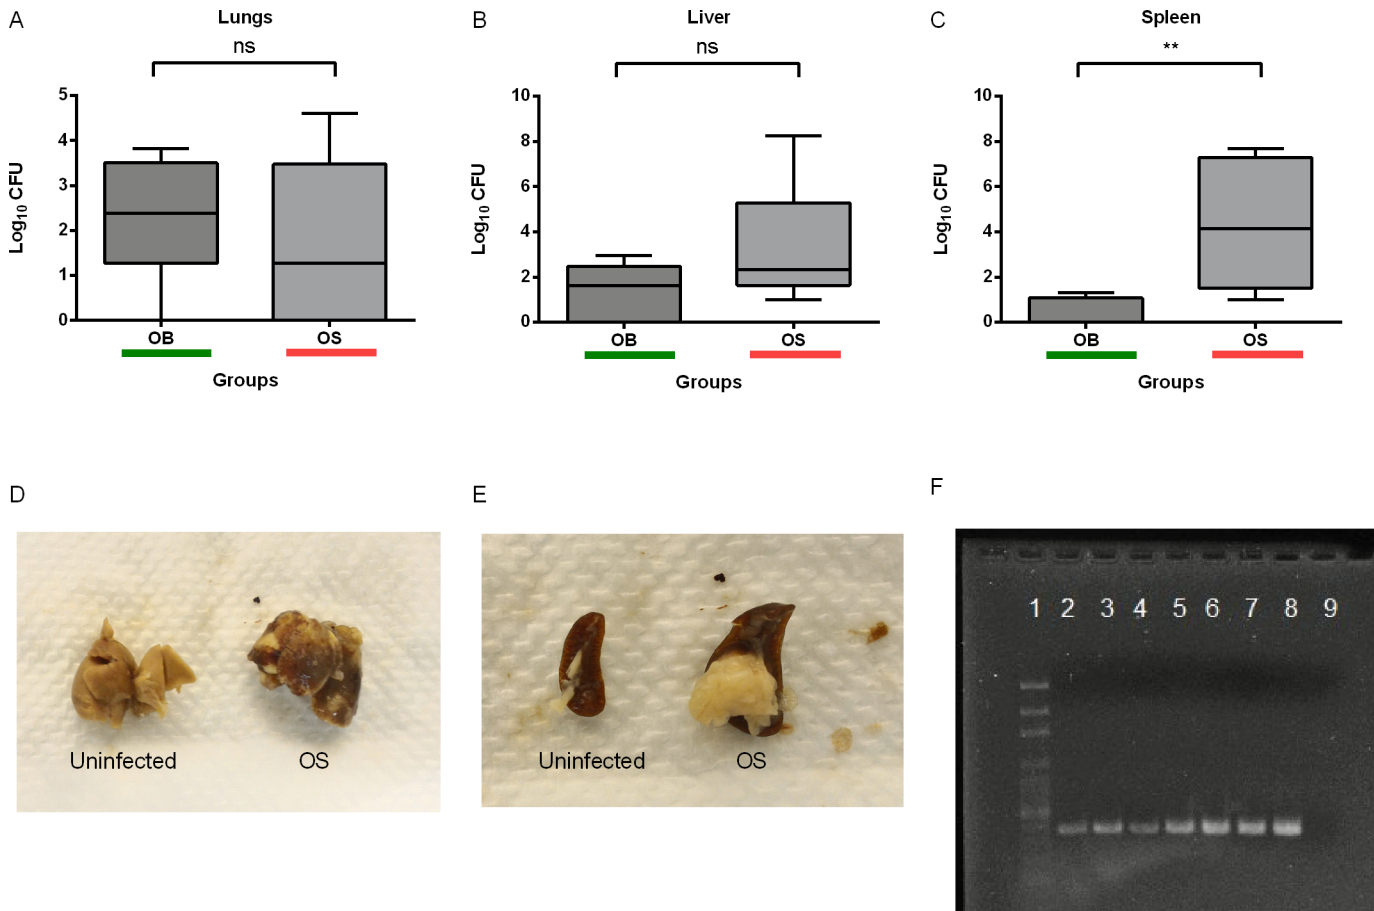 A
Lungs
ns
5
4
3
2
1
0
Log10 CFU
OB
OS
Groups
B
Liver
ns
10
8
6
4
2
0
Log10 CFU
OB
OS
Groups
C
Spleen
**
10
8
6
4
2
0
Log10 CFU
OB
OS
Groups
D
Uninfected
OS
E
Uninfected
OS
F
1 2 3 4 5 6 7 8 9